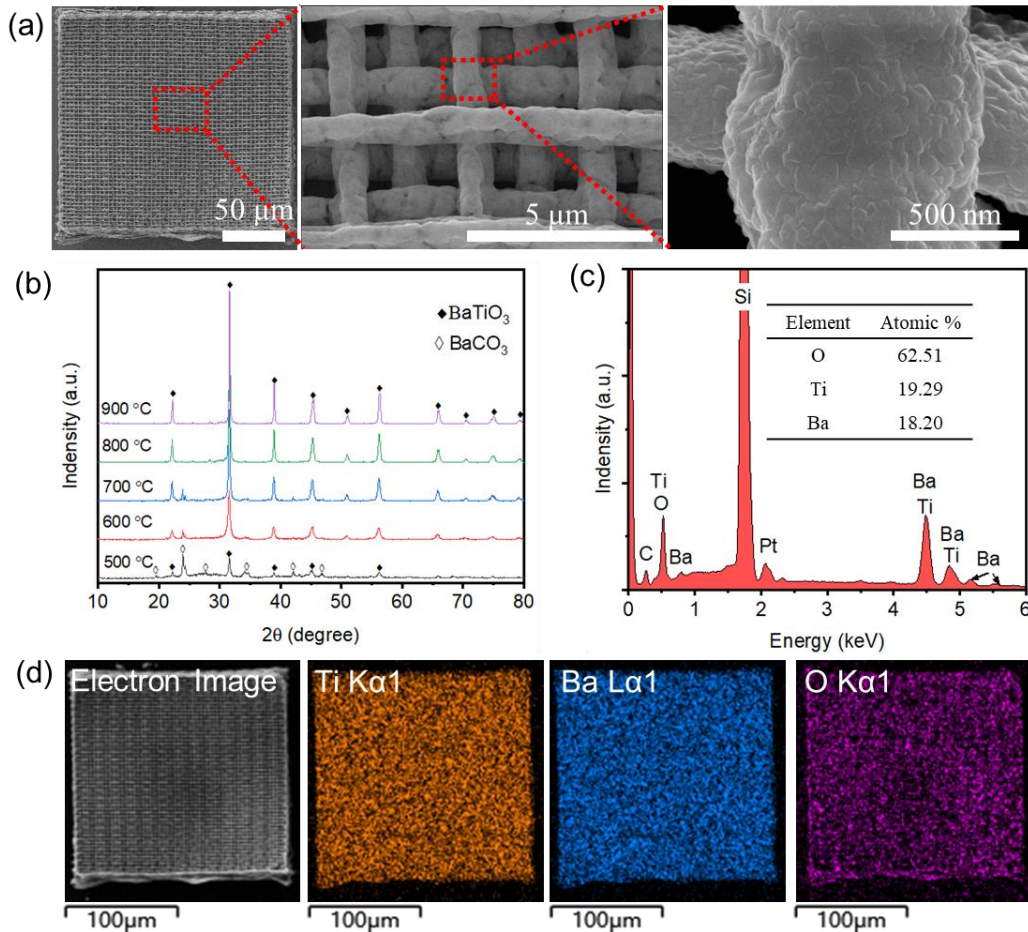 (a)
50 μm
5 μm
500 nm
(b)
Indensity (a.u.)
◆BaTiO3
◊ BaCO3
900 °C
800 °C
700 °C
600 °C
500 °C
10 20 30 40 50 60 70 80
2θ (degree)
(c)
Indensity (a.u.)
Si
Element Atomic %
O 62.51
Ti 19.29
Ba 18.20
Ti
O
C
Ba
Pt
Ba
Ti
Ba
Ti
Ba
0 1 2 3 4 5 6
Energy (keV)
(d)
Electron Image
Ti Kα1
Ba Lα1
O Kα1
100μm
100μm
100μm
100μm